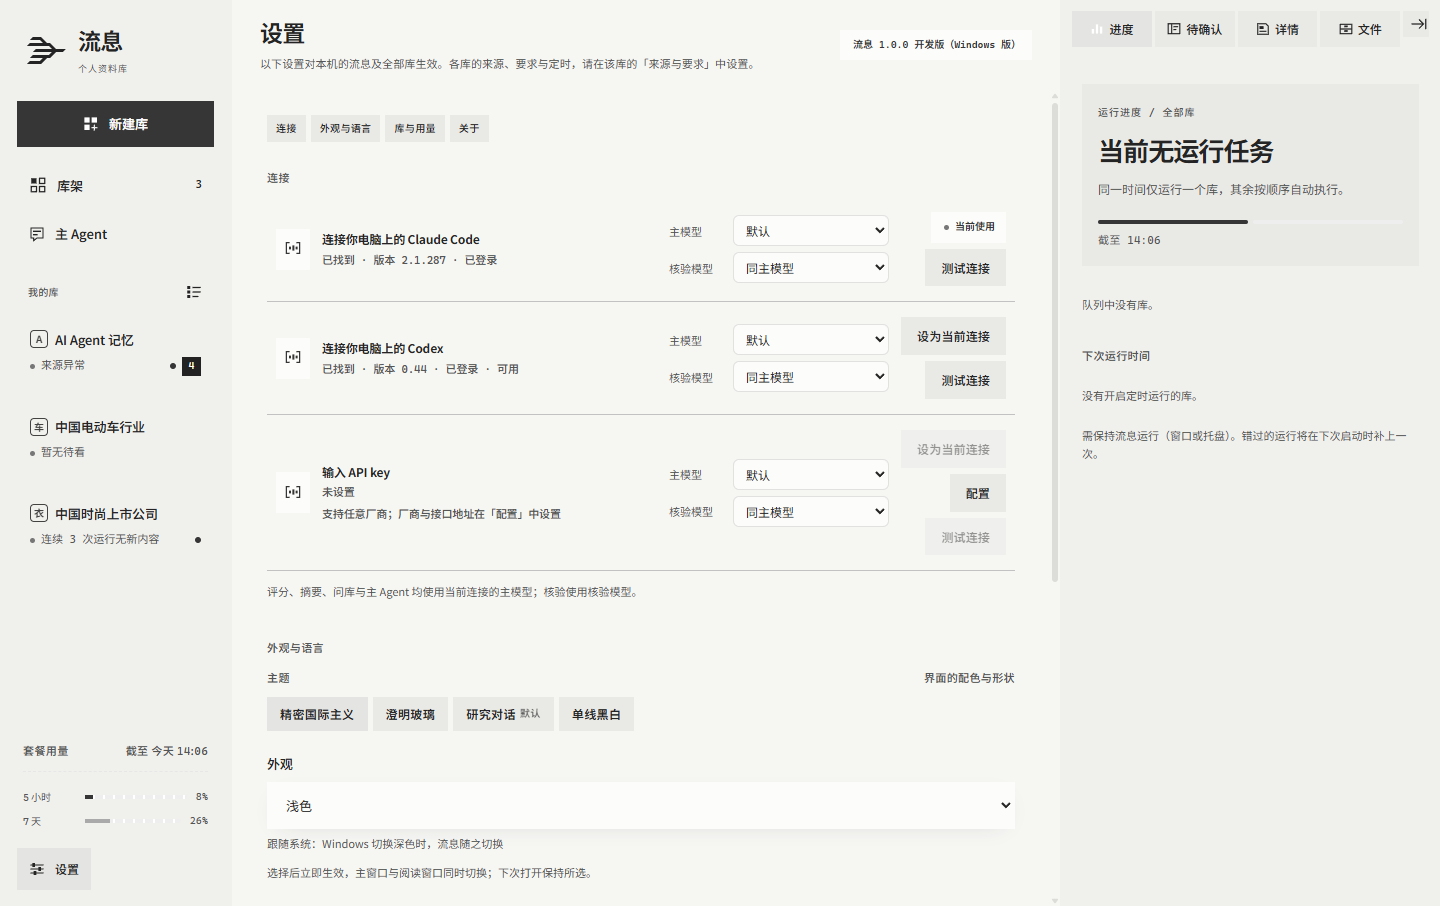 流息
个人资料库
新建库
库架 3
主 Agent
我的库
A AI Agent 记忆
来源异常 4
车 中国电动车行业
暂无待看
衣 中国时尚上市公司
连续 3 次运行无新内容
套餐用量 截至 今天 14:06
5 小时 8%
7 天 26%
设置
设置
以下设置对本机的流息及全部库生效。各库的来源、要求与定时，请在该库的「来源与要求」中设置。
流息 1.0.0 开发版（Windows 版）
连接 外观与语言 库与用量 关于
连接
连接你电脑上的 Claude Code
已找到 · 版本 2.1.287 · 已登录
主模型 默认
核验模型 同主模型
当前使用
测试连接
连接你电脑上的 Codex
已找到 · 版本 0.44 · 已登录 · 可用
主模型 默认
核验模型 同主模型
设为当前连接
测试连接
输入 API key
未设置
支持任意厂商；厂商与接口地址在「配置」中设置
主模型 默认
核验模型 同主模型
设为当前连接
配置
测试连接
评分、摘要、问库与主 Agent 均使用当前连接的主模型；核验使用核验模型。
外观与语言
主题 界面的配色与形状
精密国际主义 澄明玻璃 研究对话 默认 单线黑白
外观
浅色
跟随系统：Windows 切换深色时，流息随之切换
选择后立即生效，主窗口与阅读窗口同时切换；下次打开保持所选。
进度 待确认 详情 文件
运行进度 / 全部库
当前无运行任务
同一时间仅运行一个库，其余按顺序自动执行。
截至 14:06
队列中没有库。
下次运行时间
没有开启定时运行的库。
需保持流息运行（窗口或托盘）。错过的运行将在下次启动时补上一
次。